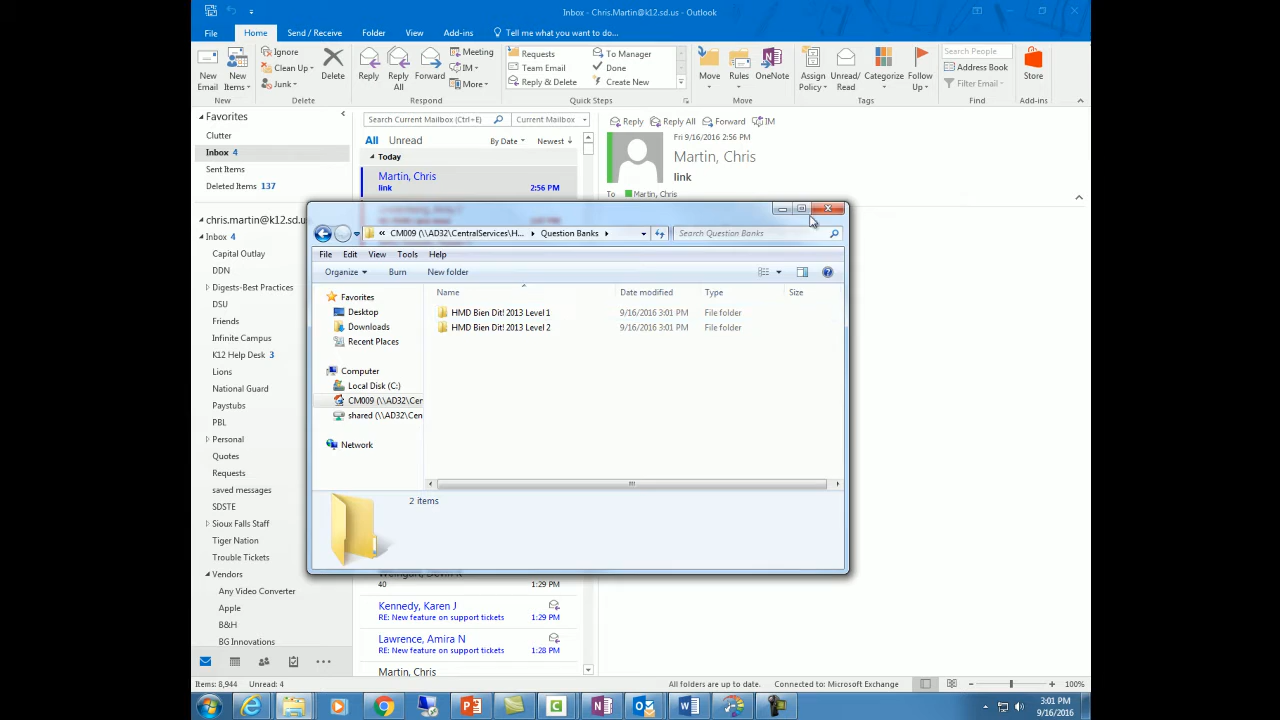 Inbox - Chris.Martin@k12.sd.us - Outlook
File Home Send / Receive Folder View Add-ins Tell me what you want to do...
New Email New Items
Ignore Clean Up Junk Delete
Reply Reply All Forward Meeting IM More
Requests Team Email Reply & Delete To Manager Done Create New
Move Rules OneNote
Assign Policy Unread/ Read Categorize Follow Up
Search People Address Book Filter Email
Store
New Delete Respond Quick Steps Move Tags Find Add-ins
Favorites
Clutter
Inbox 4
Sent Items
Deleted Items 137
chris.martin@k12.sd.us
Inbox 4
Capital Outlay
DDN
Digests-Best Practices
DSU
Friends
Infinite Campus
K12 Help Desk 3
Lions
National Guard
Paystubs
PBL
Personal
Quotes
Requests
saved messages
SDSTE
Sioux Falls Staff
Tiger Nation
Trouble Tickets
Vendors
Any Video Converter
Apple
B&H
BG Innovations
Search Current Mailbox (Ctrl+E) Current Mailbox
All Unread By Date Newest
Today
Martin, Chris
link 2:56 PM
Reply Reply All Forward IM
Fri 9/16/2016 2:56 PM
Martin, Chris
link
To Martin, Chris
« CM009 (\\AD32\CentralServices\H... Question Banks Search Question Banks
File Edit View Tools Help
Organize Burn New folder
Favorites
Desktop
Downloads
Recent Places
Computer
Local Disk (C:)
CM009 (\\AD32\Cer
shared (\\AD32\Cen
Network
Name Date modified Type Size
HMD Bien Dit! 2013 Level 1 9/16/2016 3:01 PM File folder
HMD Bien Dit! 2013 Level 2 9/16/2016 3:01 PM File folder
2 items
40 1:29 PM
Kennedy, Karen J
RE: New feature on support tickets 1:29 PM
Lawrence, Amira N
RE: New feature on support tickets 1:28 PM
Martin, Chris
Items: 8,944 Unread: 4 All folders are up to date. Connected to: Microsoft Exchange 100%
3:01 PM
9/16/2016